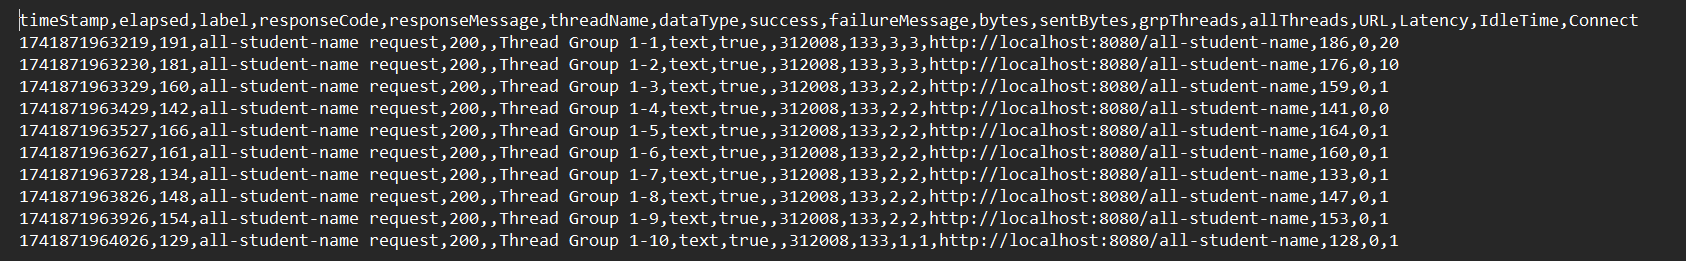 timeStamp,elapsed,label,responseCode,responseMessage,threadName,dataType,success,failureMessage,bytes,sentBytes,grpThreads,allThreads,URL,Latency,IdleTime,Connect
1741871963219,191,all-student-name request,200,,Thread Group 1-1,text,true,,312008,133,3,3,http://localhost:8080/all-student-name,186,0,20
1741871963230,181,all-student-name request,200,,Thread Group 1-2,text,true,,312008,133,3,3,http://localhost:8080/all-student-name,176,0,10
1741871963329,160,all-student-name request,200,,Thread Group 1-3,text,true,,312008,133,2,2,http://localhost:8080/all-student-name,159,0,1
1741871963429,142,all-student-name request,200,,Thread Group 1-4,text,true,,312008,133,2,2,http://localhost:8080/all-student-name,141,0,0
1741871963527,166,all-student-name request,200,,Thread Group 1-5,text,true,,312008,133,2,2,http://localhost:8080/all-student-name,164,0,1
1741871963627,161,all-student-name request,200,,Thread Group 1-6,text,true,,312008,133,2,2,http://localhost:8080/all-student-name,160,0,1
1741871963728,134,all-student-name request,200,,Thread Group 1-7,text,true,,312008,133,2,2,http://localhost:8080/all-student-name,133,0,1
1741871963826,148,all-student-name request,200,,Thread Group 1-8,text,true,,312008,133,2,2,http://localhost:8080/all-student-name,147,0,1
1741871963926,154,all-student-name request,200,,Thread Group 1-9,text,true,,312008,133,2,2,http://localhost:8080/all-student-name,153,0,1
1741871964026,129,all-student-name request,200,,Thread Group 1-10,text,true,,312008,133,1,1,http://localhost:8080/all-student-name,128,0,1